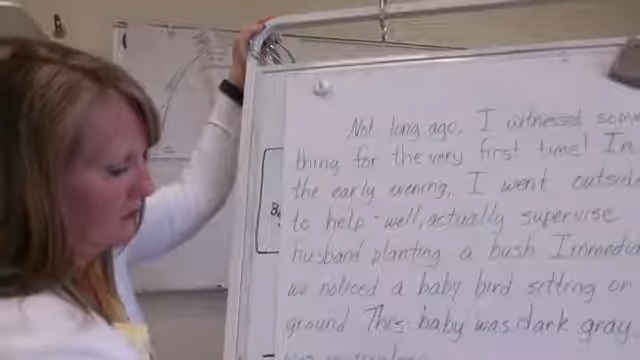 Not long ago, I witnessed some
thing for the very first time! In
the early evening, I went outside
to help - well, actually supervise
husband planting a bush Immedia
we noticed a baby bird sitting on
ground This baby was dark gray